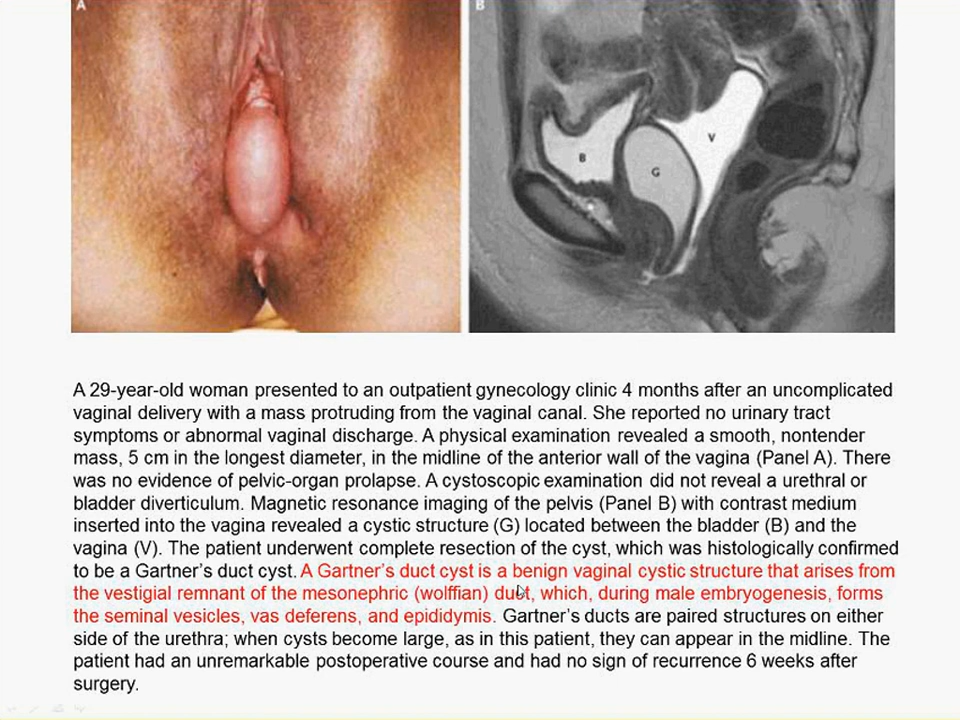 A
B
B
G
V
A 29-year-old woman presented to an outpatient gynecology clinic 4 months after an uncomplicated
vaginal delivery with a mass protruding from the vaginal canal. She reported no urinary tract
symptoms or abnormal vaginal discharge. A physical examination revealed a smooth, nontender
mass, 5 cm in the longest diameter, in the midline of the anterior wall of the vagina (Panel A). There
was no evidence of pelvic-organ prolapse. A cystoscopic examination did not reveal a urethral or
bladder diverticulum. Magnetic resonance imaging of the pelvis (Panel B) with contrast medium
inserted into the vagina revealed a cystic structure (G) located between the bladder (B) and the
vagina (V). The patient underwent complete resection of the cyst, which was histologically confirmed
to be a Gartner's duct cyst. A Gartner's duct cyst is a benign vaginal cystic structure that arises from
the vestigial remnant of the mesonephric (wolffian) duct, which, during male embryogenesis, forms
the seminal vesicles, vas deferens, and epididymis. Gartner's ducts are paired structures on either
side of the urethra; when cysts become large, as in this patient, they can appear in the midline. The
patient had an unremarkable postoperative course and had no sign of recurrence 6 weeks after
surgery.